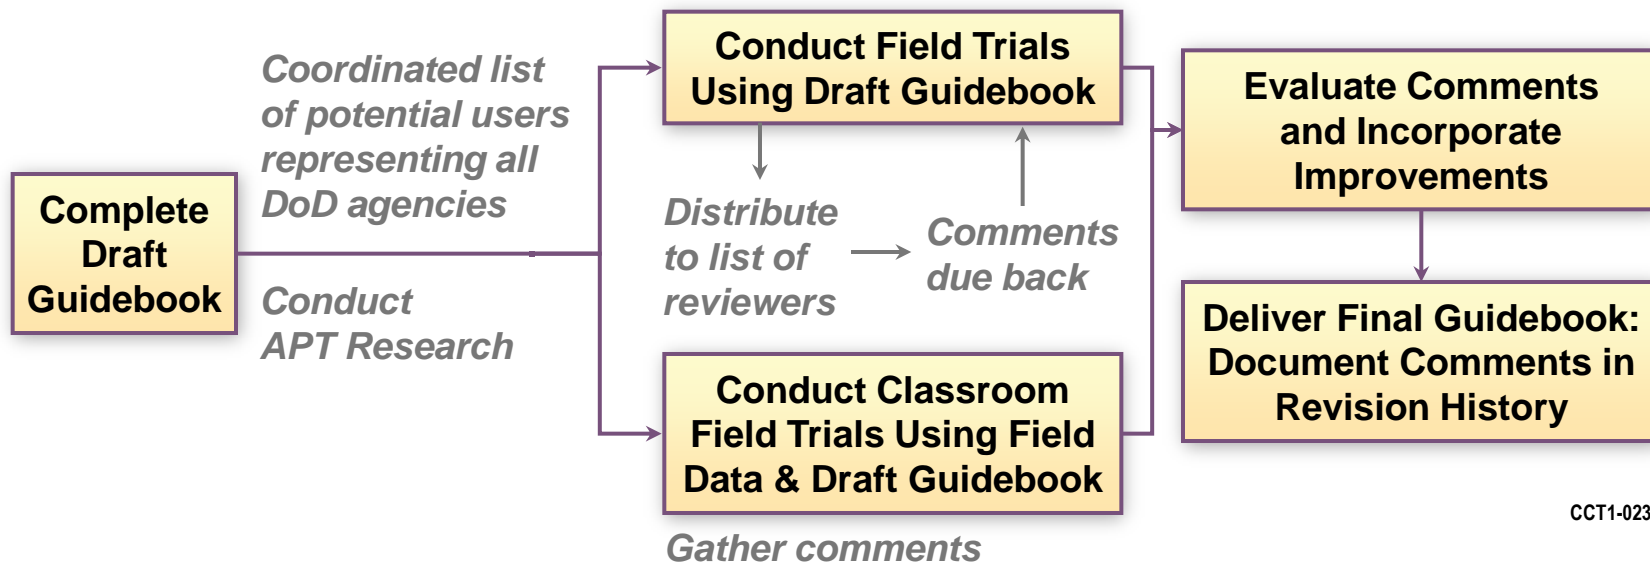 Complete
Draft
Guidebook
Coordinated list
of potential users
representing all
DoD agencies
Conduct
APT Research
Conduct Field Trials
Using Draft Guidebook
Distribute
to list of
reviewers
Comments
due back
Conduct Classroom
Field Trials Using Field
Data & Draft Guidebook
Gather comments
Evaluate Comments
and Incorporate
Improvements
Deliver Final Guidebook:
Document Comments in
Revision History
CCT1-023